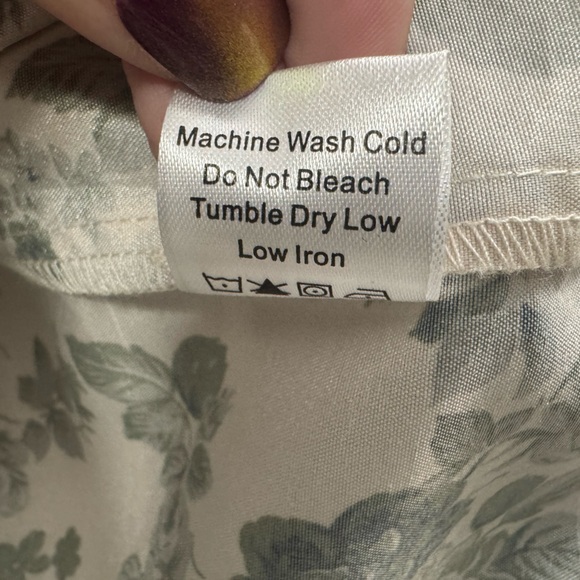 Machine Wash Cold
Do Not Bleach
Tumble Dry Low
Low Iron